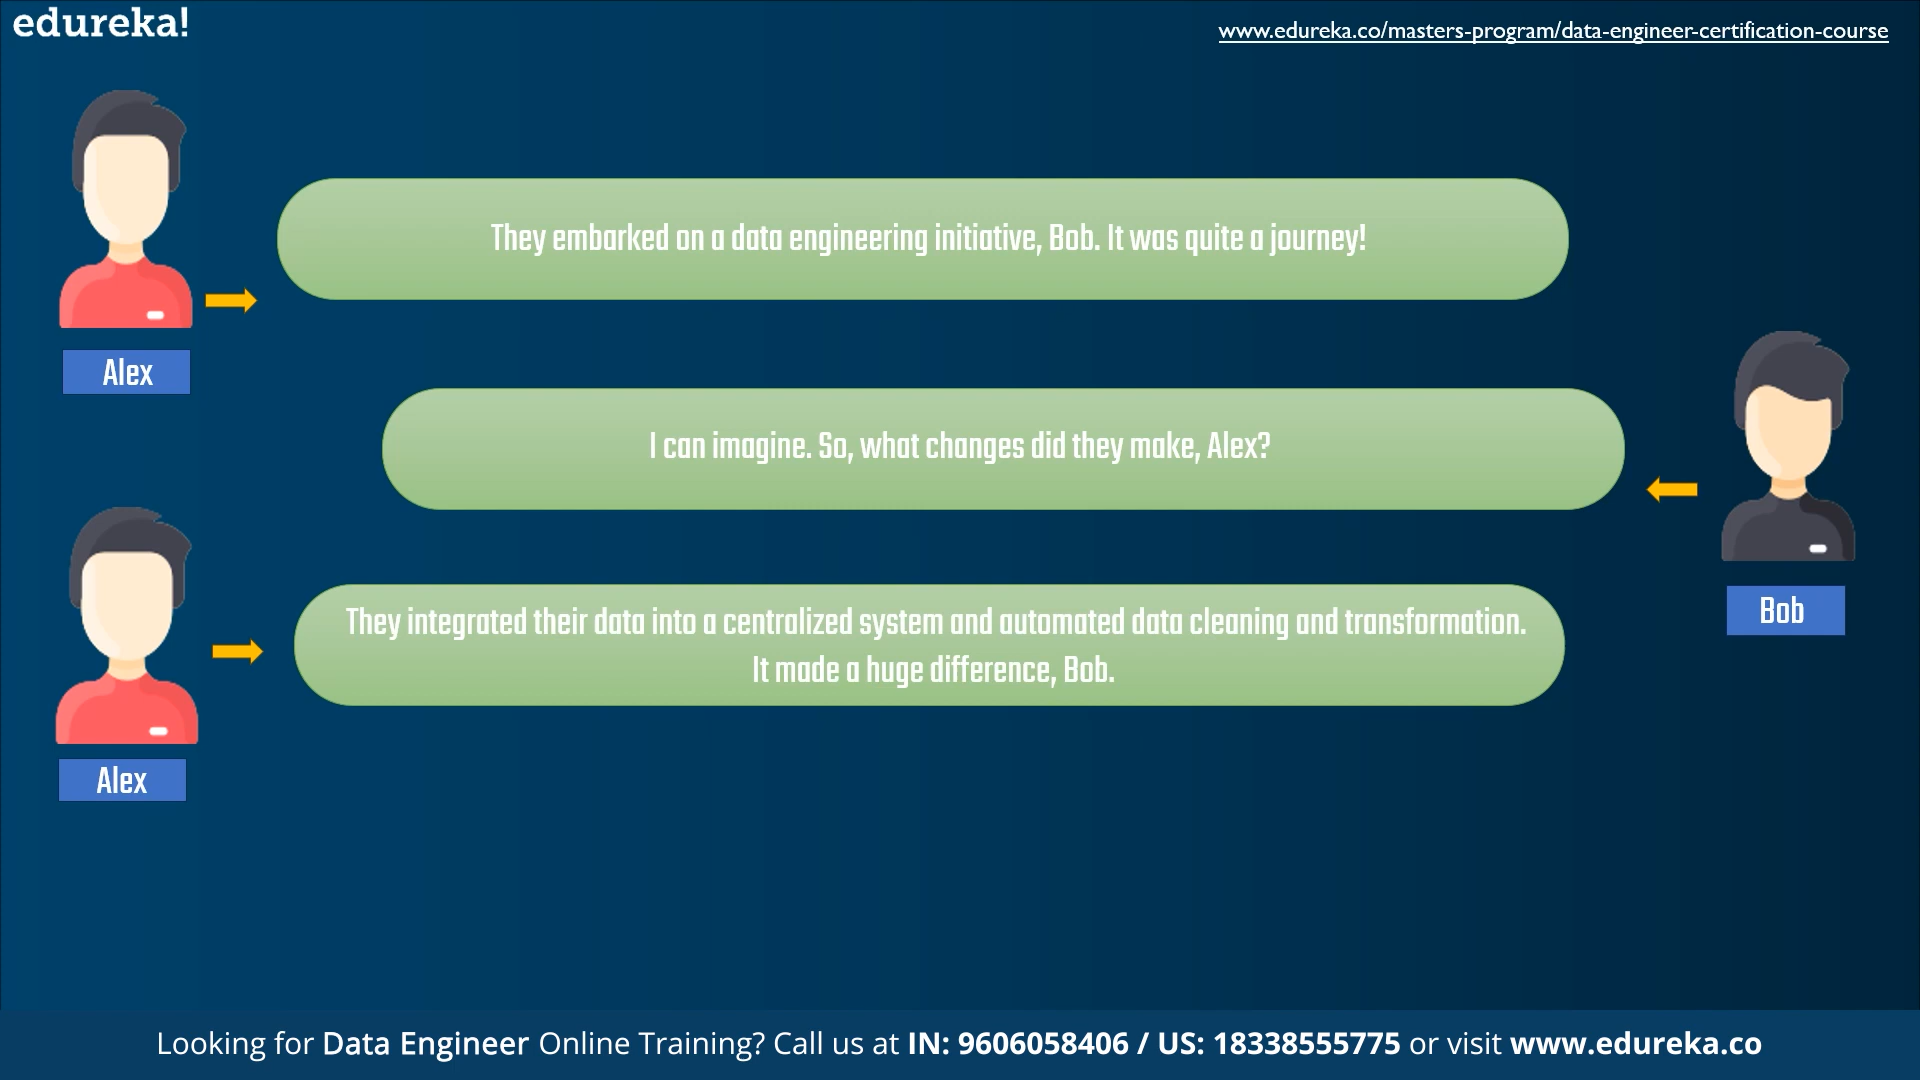 edureka!
www.edureka.co/masters-program/data-engineer-certification-course
They embarked on a data engineering initiative, Bob. It was quite a journey!
Alex
I can imagine. So, what changes did they make, Alex?
Bob
They integrated their data into a centralized system and automated data cleaning and transformation.
It made a huge difference, Bob.
Alex
Looking for Data Engineer Online Training? Call us at IN: 9606058406 / US: 18338555775 or visit www.edureka.co